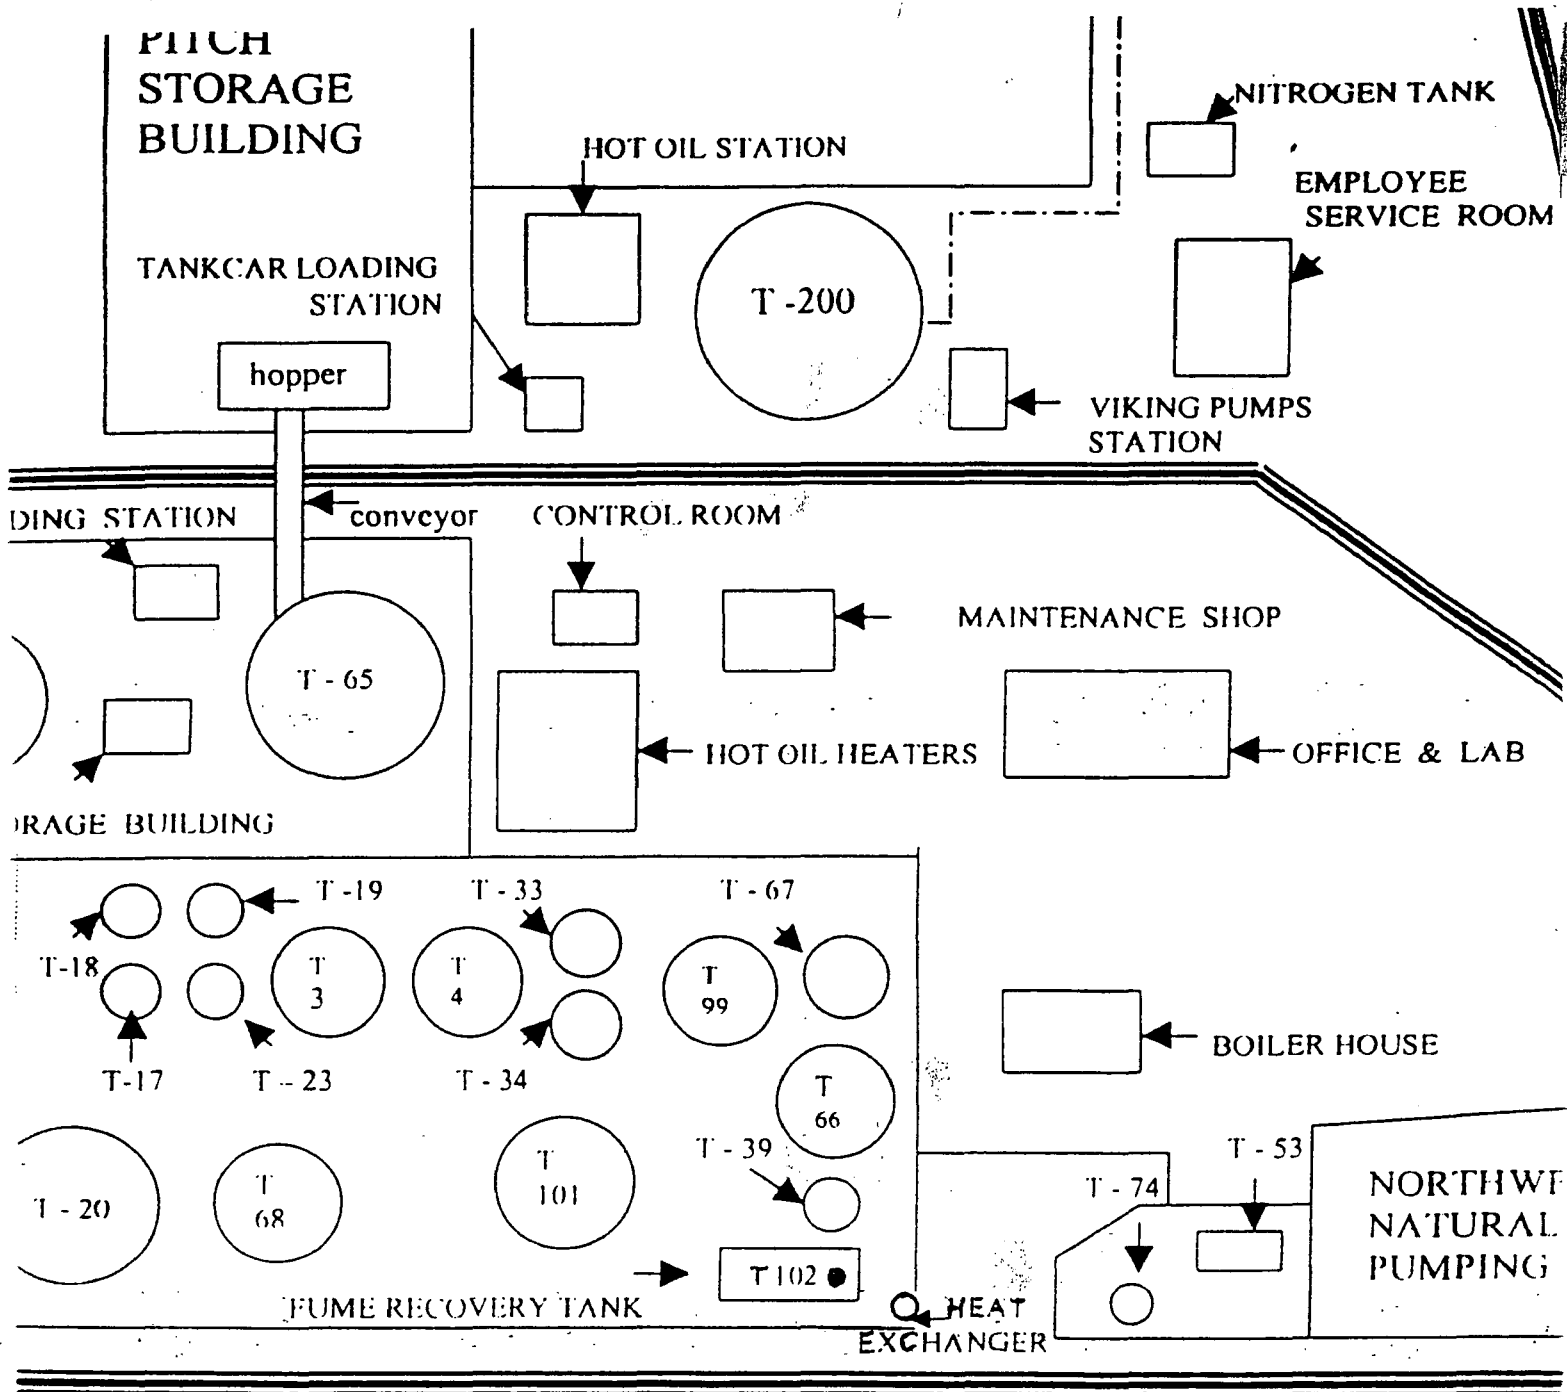 PITCH
STORAGE
BUILDING
NITROGEN TANK
HOT OIL STATION
EMPLOYEE
SERVICE ROOM
TANKCAR LOADING
STATION
T -200
hopper
VIKING PUMPS
STATION
DING STATION
conveyor
CONTROL ROOM
MAINTENANCE SHOP
T - 65
HOT OIL HEATERS
OFFICE & LAB
RAGE BUILDING
T -19
T - 33
T - 67
T-18
T
3
T
4
T
99
T-17
T - 23
T - 34
BOILER HOUSE
T
66
T - 39
T - 53
T - 20
T
68
T
101
T - 74
NORTHWE
NATURAL
PUMPING
T 102
FUME RECOVERY TANK
HEAT
EXCHANGER